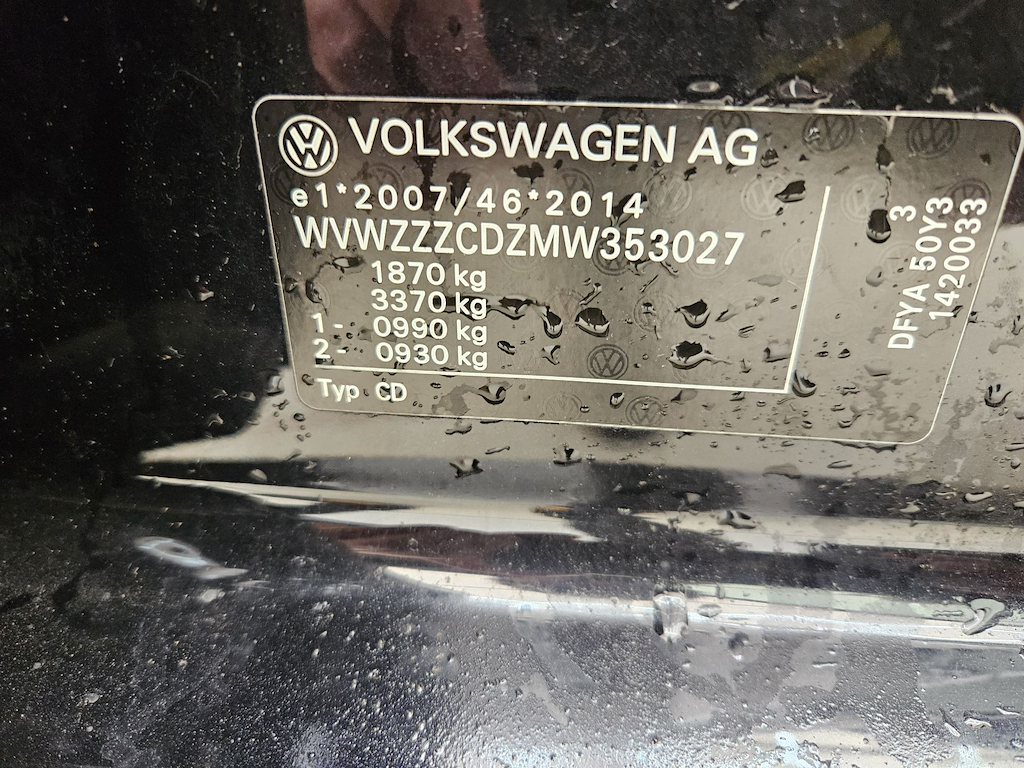 VOLKSWAGEN AG
e1*2007/46*2014
WVWZZZCDZMW353027
1870 kg
3370 kg
1- 0990 kg
2- 0930 kg
Typ CD
3
DFYA 50Y3
1420033